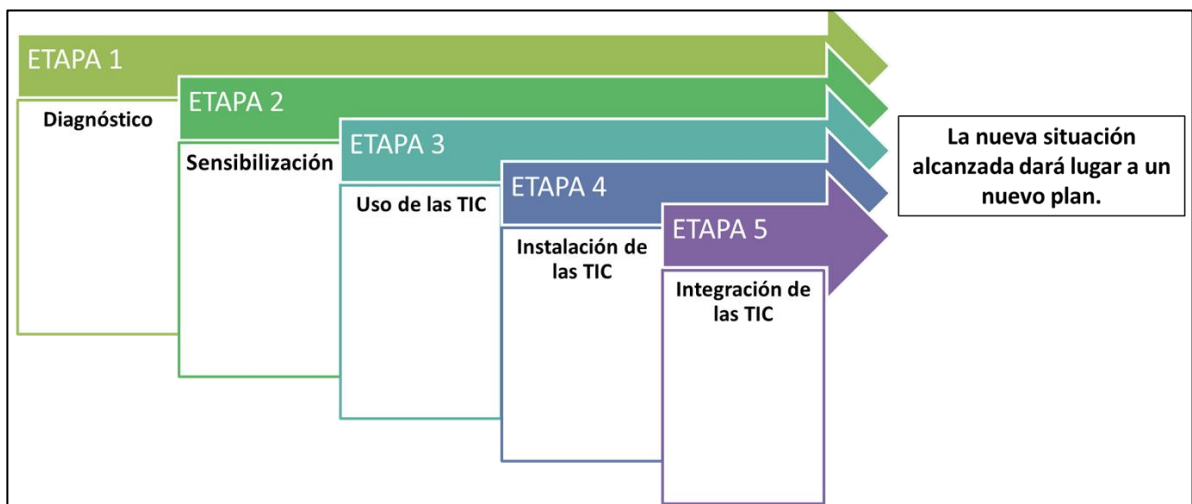 ETAPA 1
Diagnóstico
ETAPA 2
Sensibilización
ETAPA 3
Uso de las TIC
ETAPA 4
Instalación de
las TIC
ETAPA 5
Integración de
las TIC
La nueva situación
alcanzada dará lugar a un
nuevo plan.